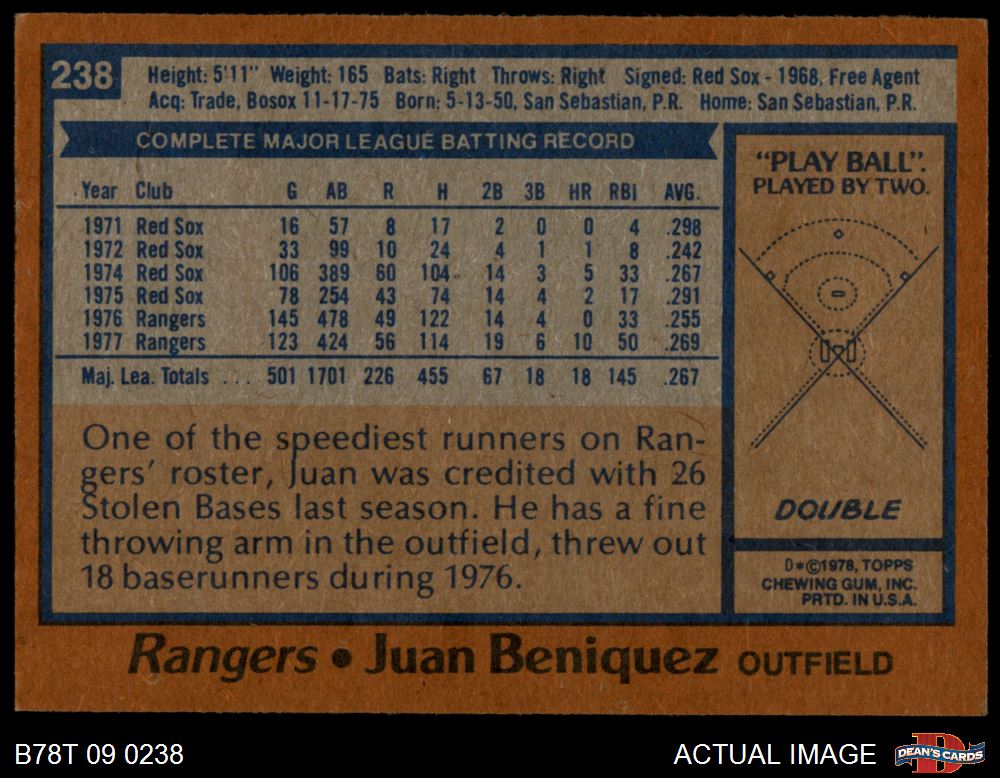 238
Height: 5'11" Weight: 165 Bats: Right Throws: Right Signed: Red Sox - 1968, Free Agent
Acq: Trade, Bosox 11-17-75 Born: 5-13-50, San Sebastian, P.R. Home: San Sebastian, P.R.
COMPLETE MAJOR LEAGUE BATTING RECORD
Year Club G AB R H 2B 3B HR RBI AVG.
1971 Red Sox 16 57 8 17 2 0 0 4 .298
1972 Red Sox 33 99 10 24 4 1 1 8 .242
1974 Red Sox 106 389 60 104 14 3 5 33 .267
1975 Red Sox 78 254 43 74 14 4 2 17 .291
1976 Rangers 145 478 49 122 14 4 0 33 .255
1977 Rangers 123 424 56 114 19 6 10 50 .269
Maj. Lea. Totals ... 501 1701 226 455 67 18 18 145 .267
One of the speediest runners on Ran-
gers' roster, Juan was credited with 26
Stolen Bases last season. He has a fine
throwing arm in the outfield, threw out
18 baserunners during 1976.
"PLAY BALL".
PLAYED BY TWO.
DOUBLE
D*©1978, TOPPS
CHEWING GUM, INC.
PRTD. IN U.S.A.
Rangers • Juan Beniquez OUTFIELD
B78T 09 0238
ACTUAL IMAGE
DEAN'S CARDS